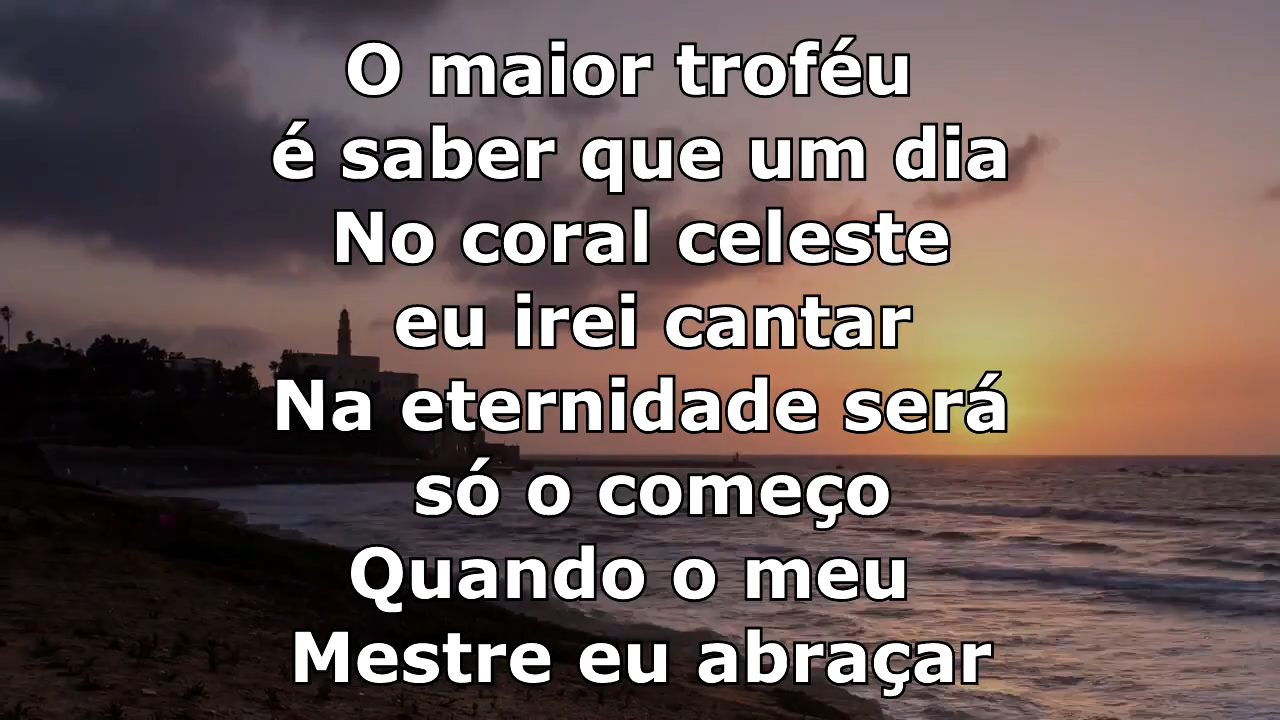 O maior troféu
é saber que um dia
No coral celeste
eu irei cantar
Na eternidade será
só o começo
Quando o meu
Mestre eu abraçar